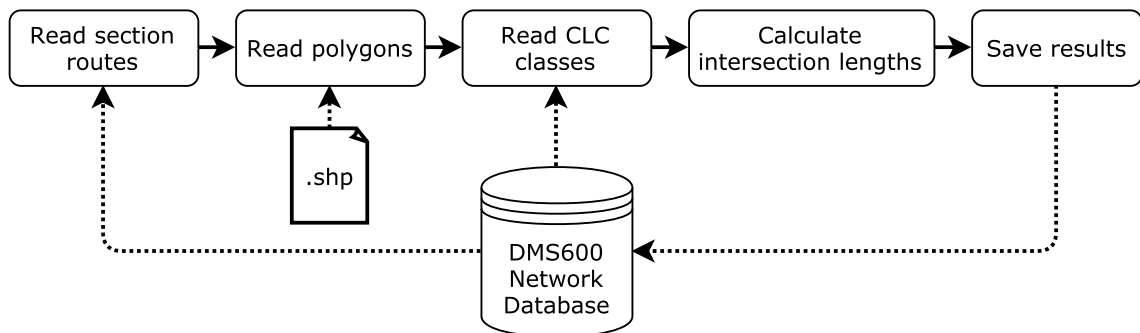 Read section
routes
Read polygons
Read CLC
classes
Calculate
intersection lengths
Save results
.shp
DMS600
Network
Database